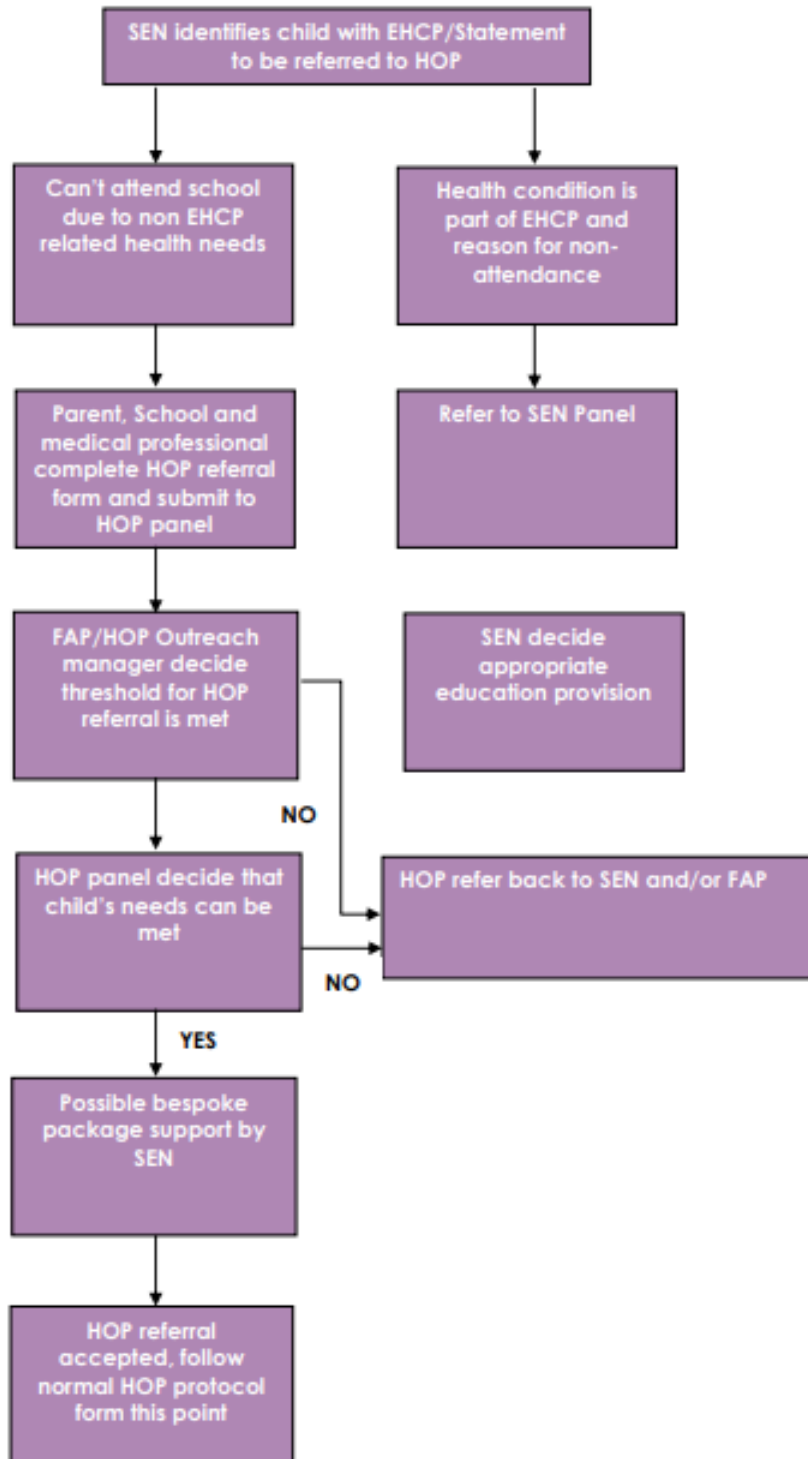 SEN identifies child with EHCP/Statement
to be referred to HOP
Can't attend school
due to non EHCP
related health needs
Health condition is
part of EHCP and
reason for non-
attendance
Parent, School and
medical professional
complete HOP referral
form and submit to
HOP panel
Refer to SEN Panel
FAP/HOP Outreach
manager decide
threshold for HOP
referral is met
SEN decide
appropriate
education provision
NO
HOP panel decide that
child's needs can be
met
HOP refer back to SEN and/or FAP
NO
YES
Possible bespoke
package support by
SEN
HOP referral
accepted, follow
normal HOP protocol
form this point